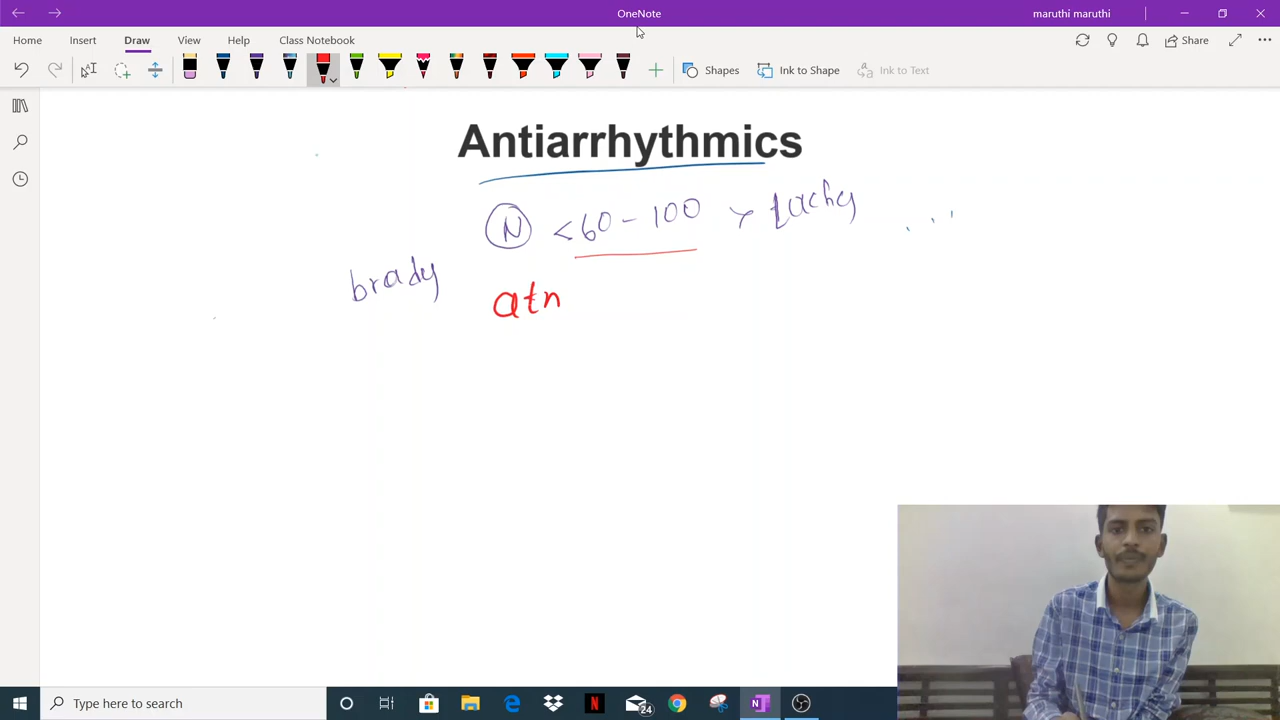 OneNote
maruthi maruthi
Home Insert Draw View Help Class Notebook
Share
Shapes Ink to Shape Ink to Text
Antiarrhythmics
N <60 - 100 > tachy
brady
atn
Type here to search
24